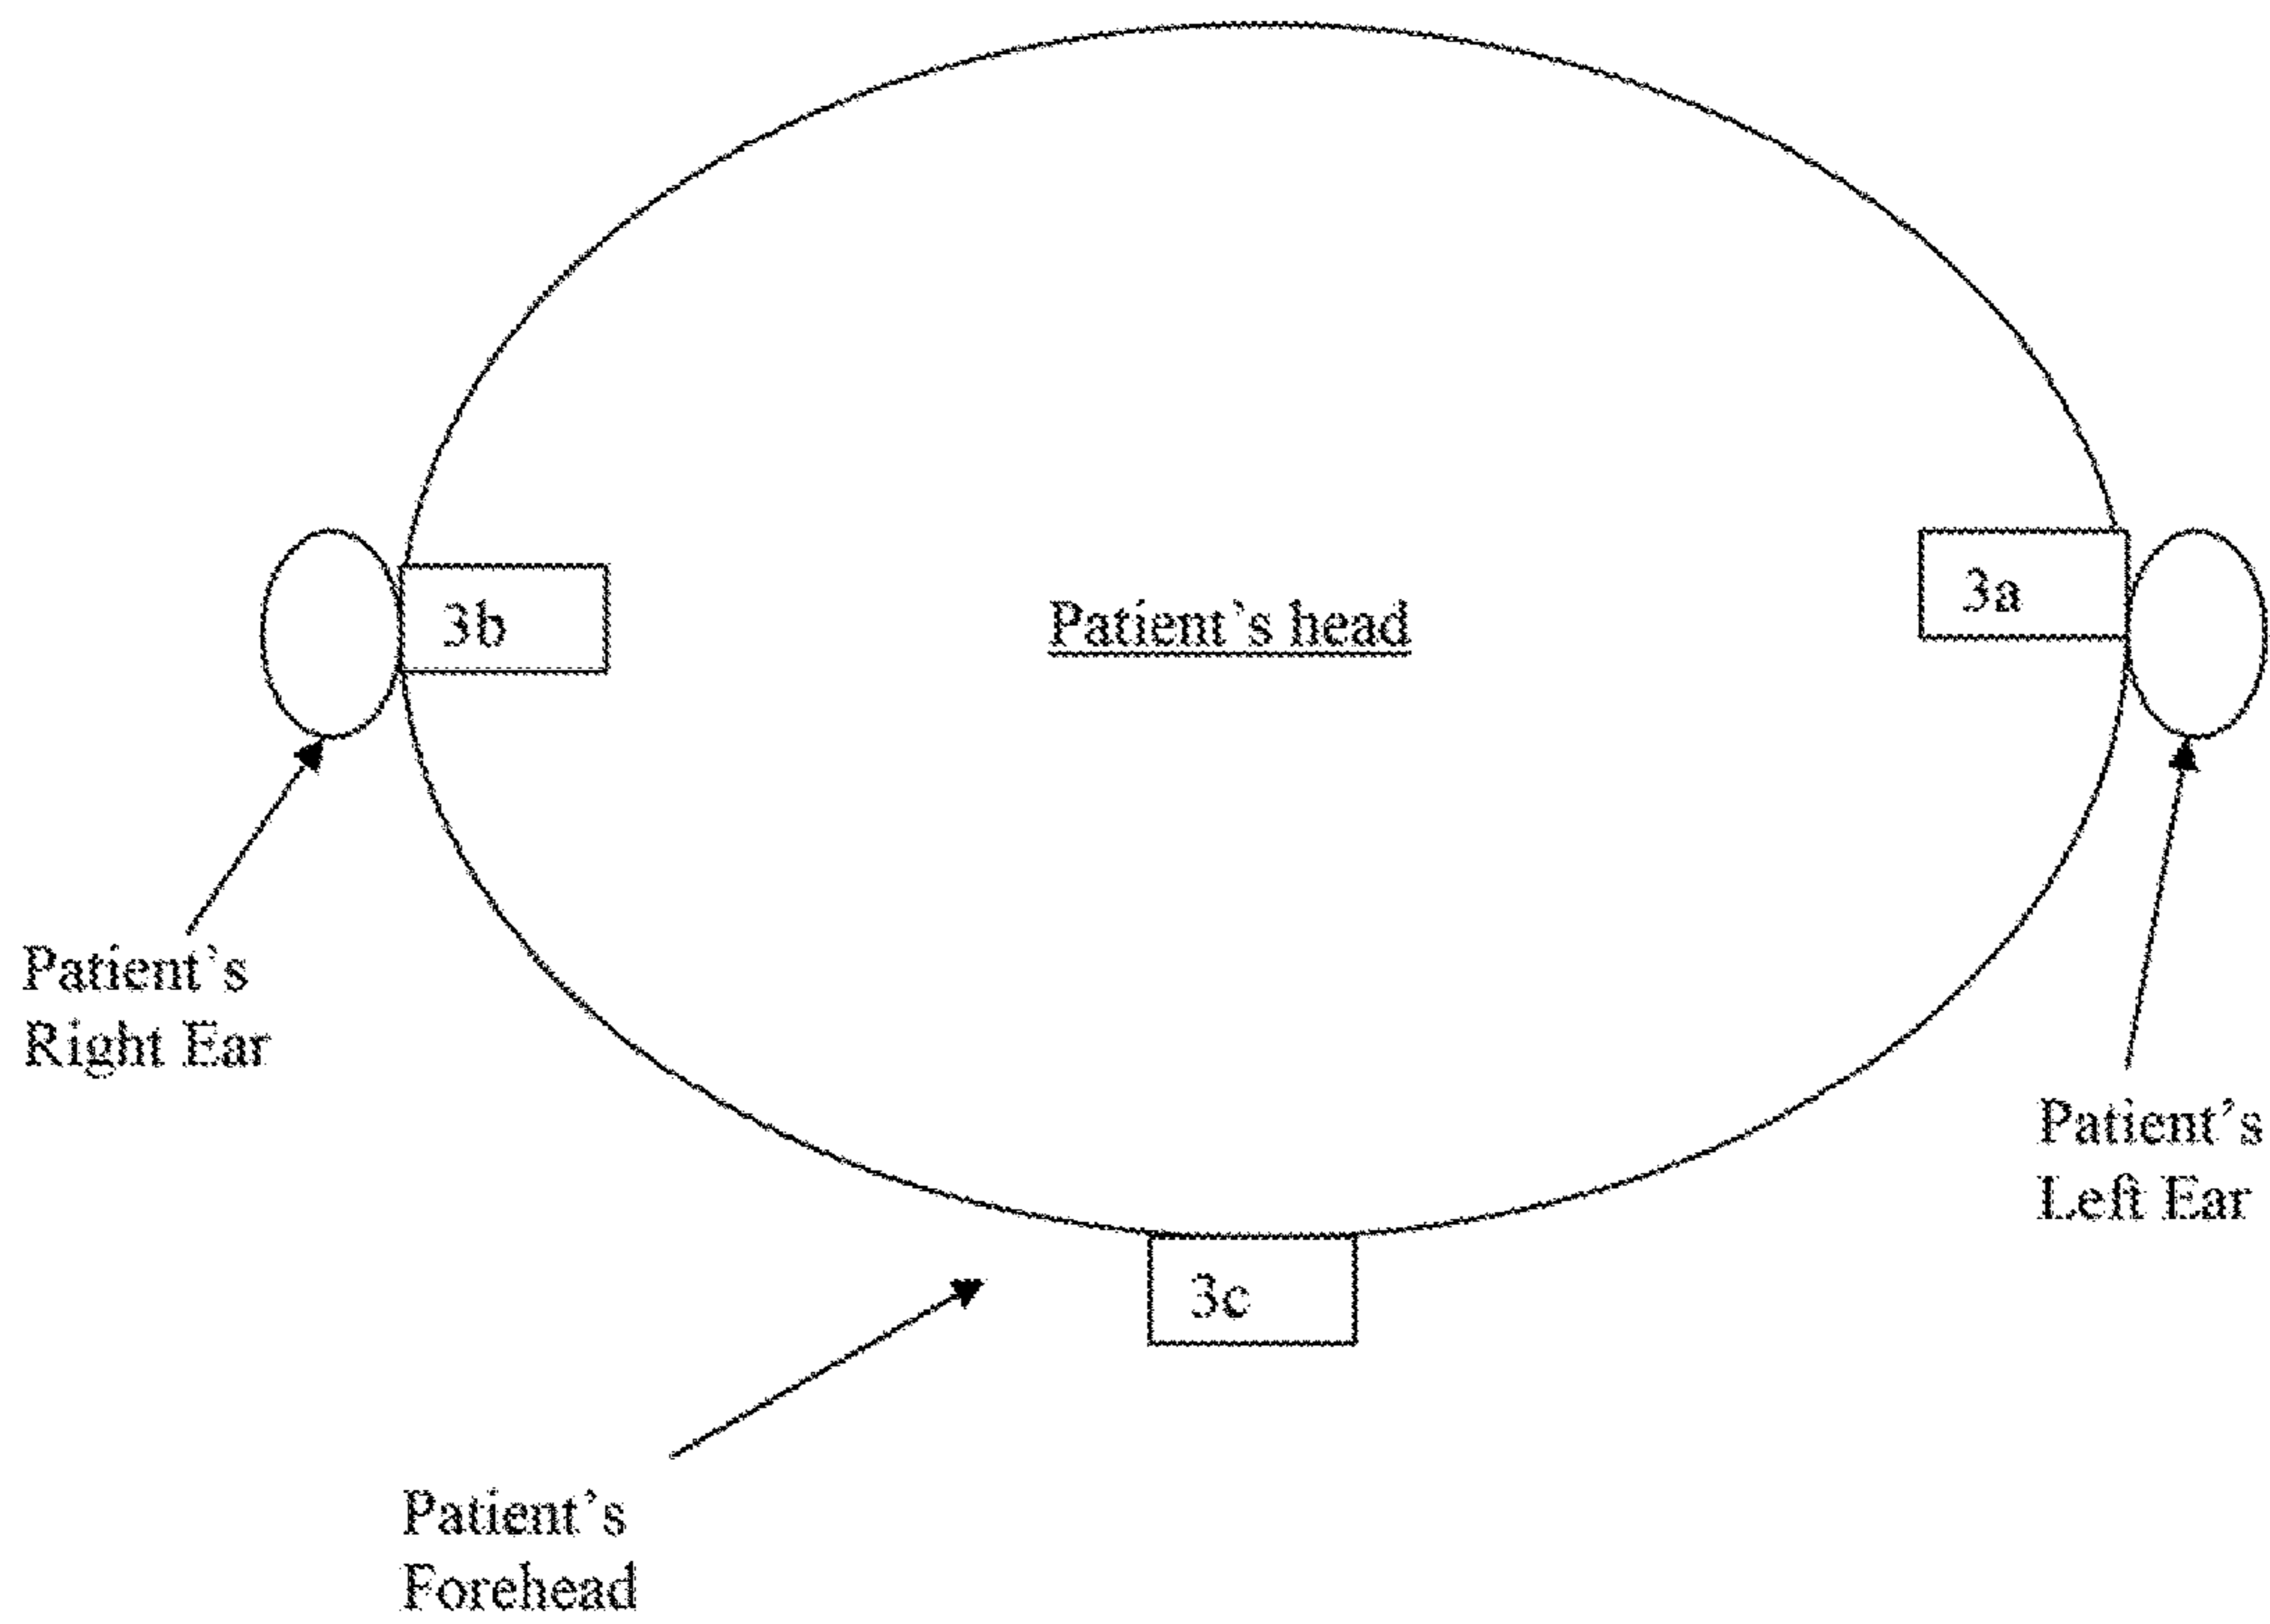 3a
3b
Patient's head
Patient's
Right Ear
Patient's
Left Ear
3c
Patient's
Forehead